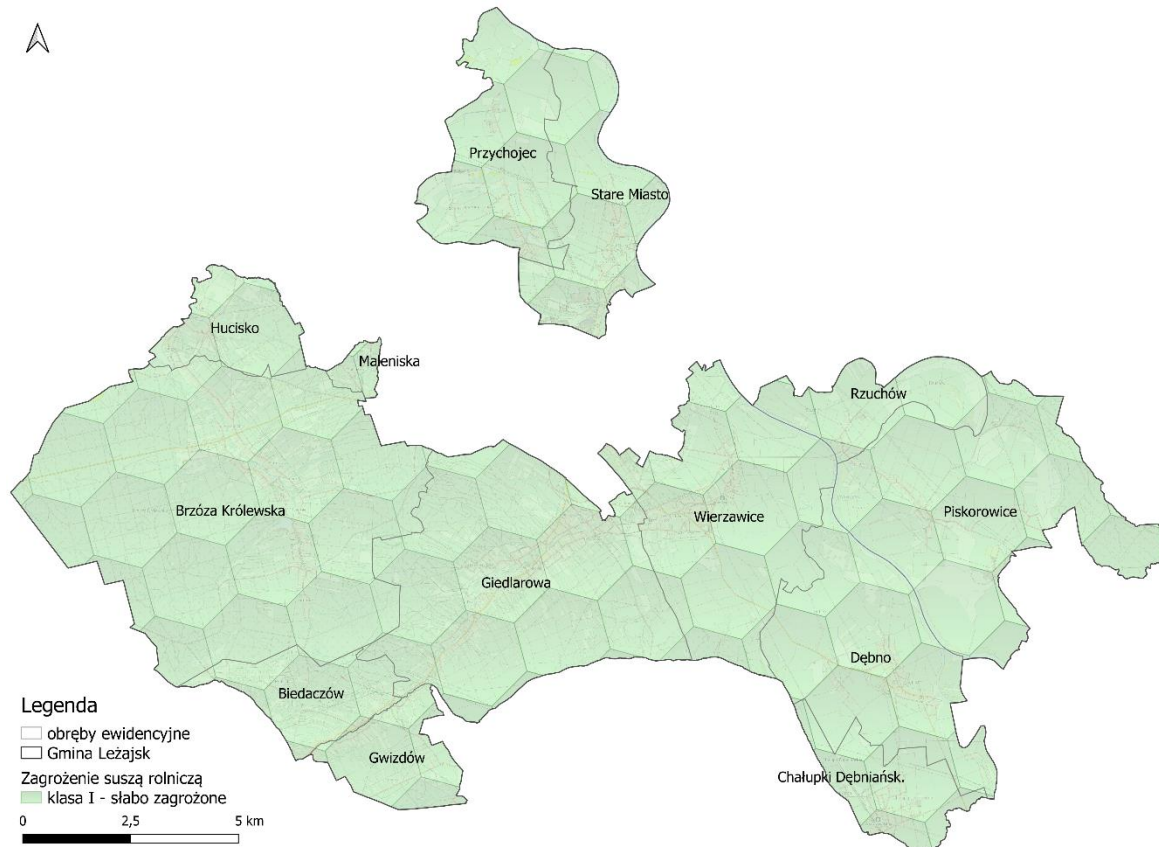 Przychojec
Stare Miasto
Hucisko
Maleniska
Rzuchów
Brzóza Królewska
Wierzawice
Piskorowice
Giedlarowa
Dębno
Biedaczów
Gwizdów
Chałupki Dębniańsk.
Legenda
obręby ewidencyjne
Gmina Leżajsk
Zagrożenie suszą rolniczą
klasa I - słabo zagrożone
0 2,5 5 km